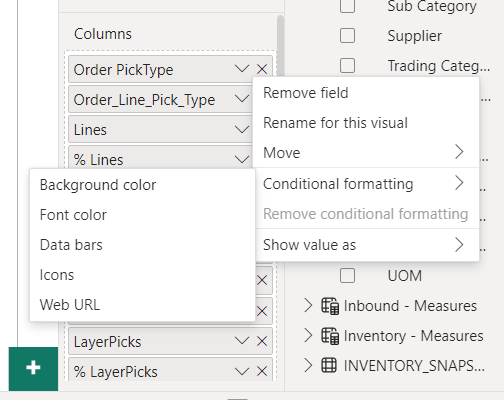 Columns
Order PickType
Order_Line_Pick_Type
Lines
% Lines
LayerPicks
% LayerPicks
Remove field
Rename for this visual
Move
Conditional formatting
Remove conditional formatting
Show value as
Background color
Font color
Data bars
Icons
Web URL
Sub Category
Supplier
Trading Categ...
UOM
Inbound - Measures
Inventory - Measures
INVENTORY_SNAPS...